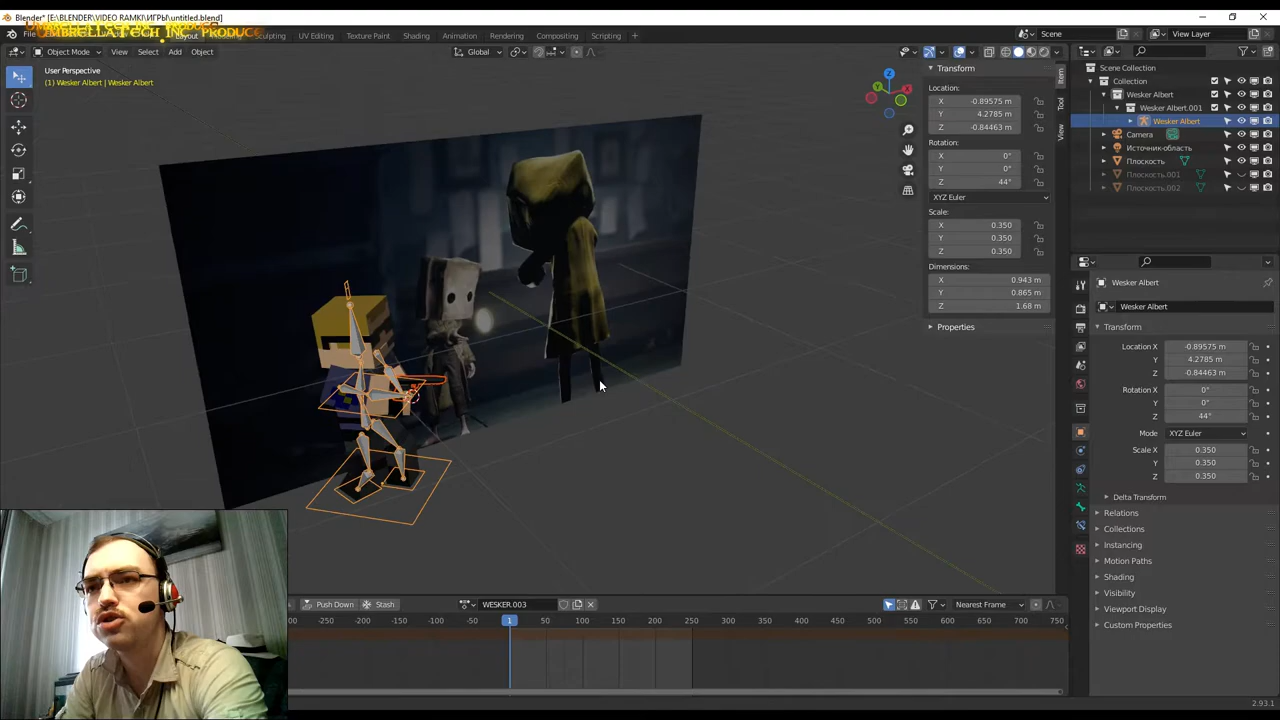 Blender* [E:\BLENDER\VIDEO RAMKI\ИГРЫ\untitled.blend]
UMBRELLA TECH INC PRODUCE
Layout
Sculpting
UV Editing
Texture Paint
Shading
Animation
Rendering
Compositing
Scripting
Scene
View Layer
Object Mode
View
Select
Add
Object
Global
User Perspective
(1) Wesker Albert | Wesker Albert
Transform
Location:
X -0.89575 m
Y 4.2785 m
Z -0.84463 m
Rotation:
X 0°
Y 0°
Z 44°
XYZ Euler
Scale:
X 0.350
Y 0.350
Z 0.350
Dimensions:
X 0.943 m
Y 0.865 m
Z 1.68 m
Properties
Item
Tool
View
Scene Collection
Collection
Wesker Albert
Wesker Albert.001
Wesker Albert
Camera
Источник-область
Плоскость
Плоскость.001
Плоскость.002
Wesker Albert
Wesker Albert
Transform
Location X -0.89575 m
Y 4.2785 m
Z -0.84463 m
Rotation X 0°
Y 0°
Z 44°
Mode XYZ Euler
Scale X 0.350
Y 0.350
Z 0.350
Delta Transform
Relations
Collections
Instancing
Motion Paths
Shading
Visibility
Viewport Display
Custom Properties
Push Down
Stash
WESKER.003
Nearest Frame
-250 -200 -150 -100 -50 1 50 100 150 200 250 300 350 400 450 500 550 600 650 700 750
2.93.1